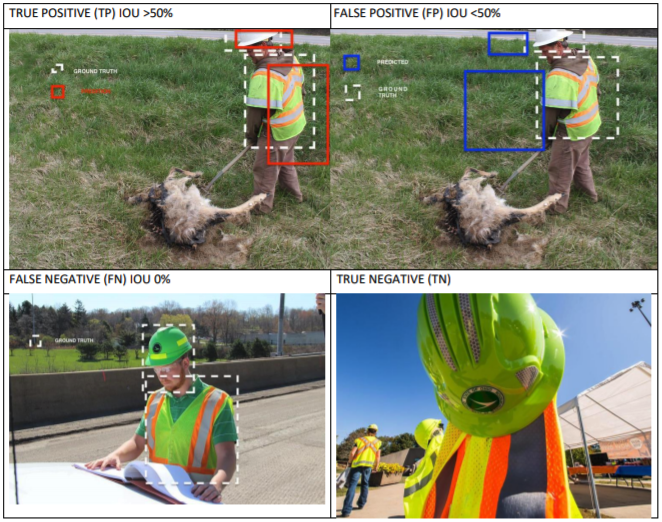 TRUE POSITIVE (TP) IOU >50%
FALSE POSITIVE (FP) IOU <50%
GROUND TRUTH
PREDICTED
GROUND
TRUTH
FALSE NEGATIVE (FN) IOU 0%
TRUE NEGATIVE (TN)
GROUND TRUTH